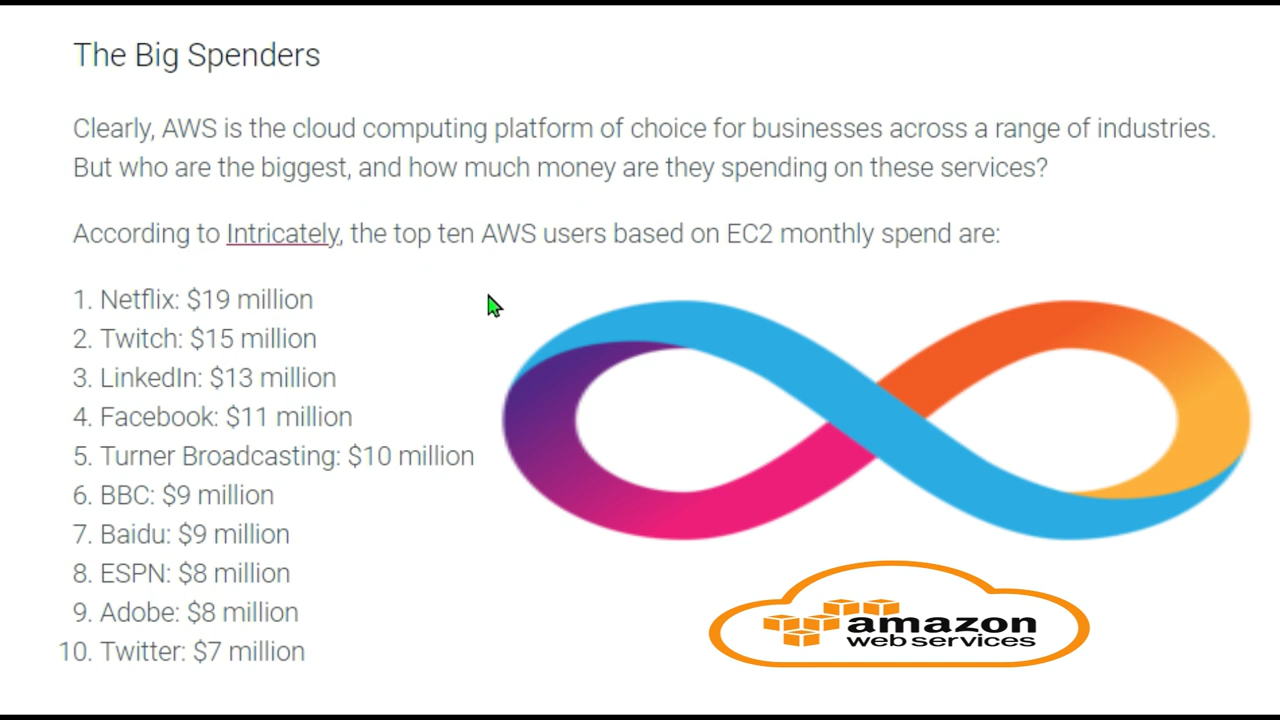 The Big Spenders
Clearly, AWS is the cloud computing platform of choice for businesses across a range of industries.
But who are the biggest, and how much money are they spending on these services?
According to Intricately, the top ten AWS users based on EC2 monthly spend are:
1. Netflix: $19 million
2. Twitch: $15 million
3. LinkedIn: $13 million
4. Facebook: $11 million
5. Turner Broadcasting: $10 million
6. BBC: $9 million
7. Baidu: $9 million
8. ESPN: $8 million
9. Adobe: $8 million
10. Twitter: $7 million
amazon
web services